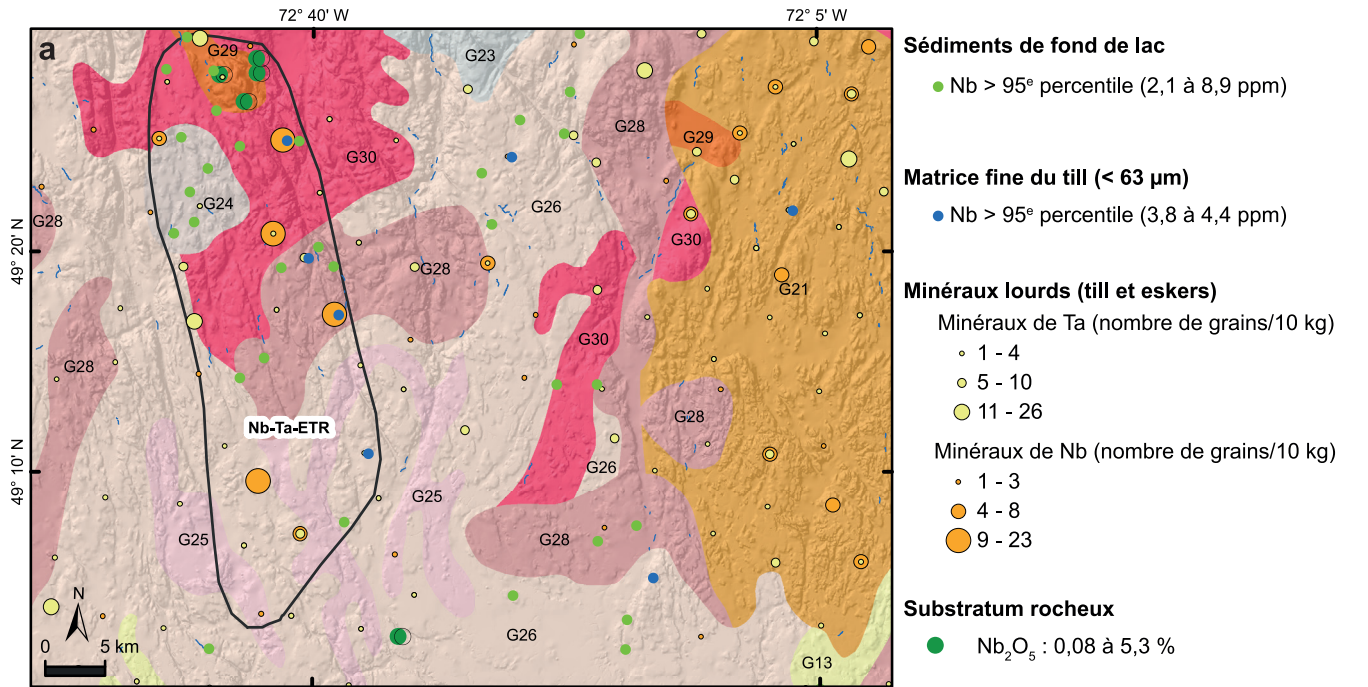 72° 40' W
72° 5' W
a
G29
G23
G28
G29
G30
G24
G26
G28
G30
49° 20' N
G28
G21
G30
G28
G28
Nb-Ta-ETR
G26
49° 10' N
G25
G25
G28
G26
G13
N
0 5 km
Sédiments de fond de lac
Nb > 95e percentile (2,1 à 8,9 ppm)
Matrice fine du till (< 63 µm)
Nb > 95e percentile (3,8 à 4,4 ppm)
Minéraux lourds (till et eskers)
Minéraux de Ta (nombre de grains/10 kg)
1 - 4
5 - 10
11 - 26
Minéraux de Nb (nombre de grains/10 kg)
1 - 3
4 - 8
9 - 23
Substratum rocheux
Nb2O5 : 0,08 à 5,3 %